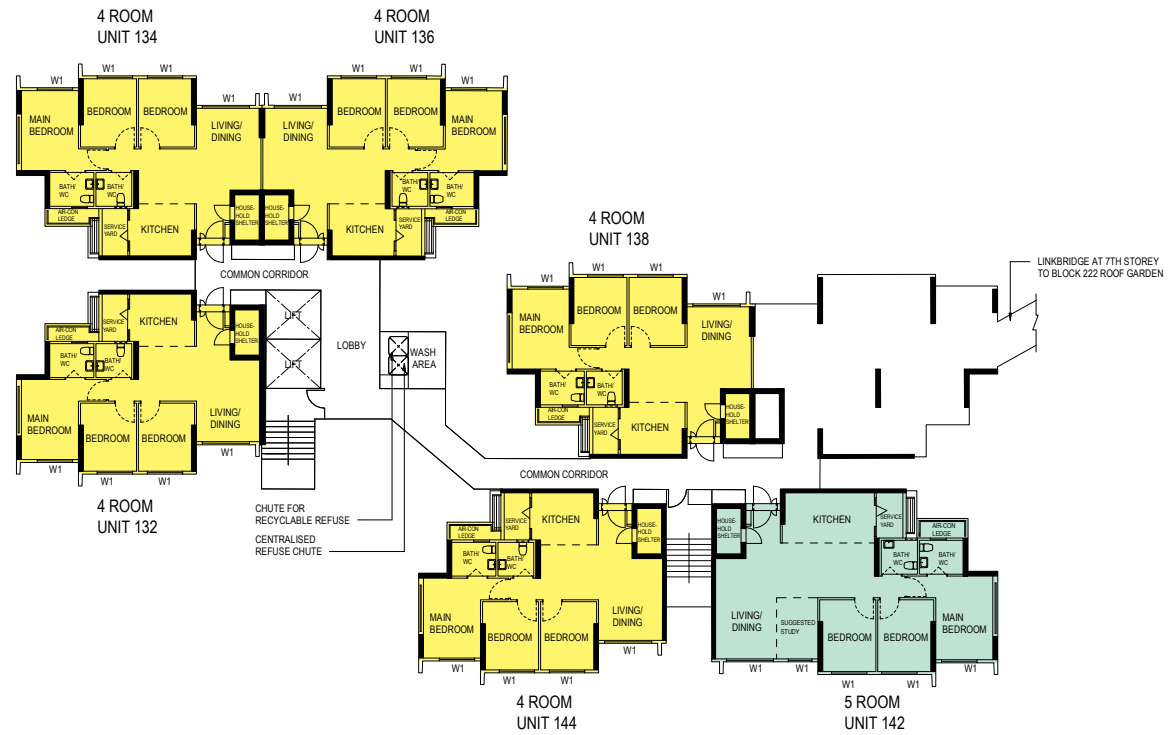 4 ROOM
UNIT 134
4 ROOM
UNIT 136
W1
W1
W1
W1
W1
W1
W1
W1
MAIN
BEDROOM
BEDROOM
BEDROOM
LIVING/
DINING
LIVING/
DINING
BEDROOM
BEDROOM
MAIN
BEDROOM
BATH/
WC
BATH/
WC
BATH/
WC
BATH/
WC
AIR-CON
LEDGE
SERVICE
YARD
KITCHEN
HOUSE-
HOLD
SHELTER
HOUSE-
HOLD
SHELTER
KITCHEN
SERVICE
YARD
AIR-CON
LEDGE
4 ROOM
UNIT 138
COMMON CORRIDOR
LINKBRIDGE AT 7TH STOREY
TO BLOCK 222 ROOF GARDEN
W1
W1
W1
W1
MAIN
BEDROOM
BEDROOM
BEDROOM
LIVING/
DINING
BATH/
WC
BATH/
WC
AIR-CON
LEDGE
SERVICE
YARD
KITCHEN
HOUSE-
HOLD
SHELTER
SERVICE
YARD
KITCHEN
HOUSE-
HOLD
SHELTER
AIR-CON
LEDGE
BATH/
WC
BATH/
WC
MAIN
BEDROOM
BEDROOM
BEDROOM
LIVING/
DINING
W1
W1
W1
W1
LIFT
LIFT
LOBBY
WASH
AREA
4 ROOM
UNIT 132
COMMON CORRIDOR
CHUTE FOR
RECYCLABLE REFUSE
CENTRALISED
REFUSE CHUTE
SERVICE
YARD
KITCHEN
HOUSE-
HOLD
SHELTER
AIR-CON
LEDGE
BATH/
WC
BATH/
WC
MAIN
BEDROOM
BEDROOM
BEDROOM
LIVING/
DINING
W1
W1
W1
W1
HOUSE-
HOLD
SHELTER
KITCHEN
SERVICE
YARD
AIR-CON
LEDGE
BATH/
WC
BATH/
WC
LIVING/
DINING
SUGGESTED
STUDY
BEDROOM
BEDROOM
MAIN
BEDROOM
W1
W1
W1
W1
W1
4 ROOM
UNIT 144
5 ROOM
UNIT 142